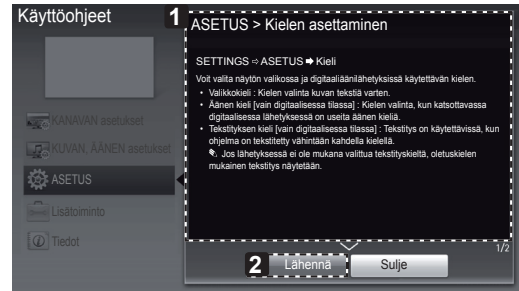 Käyttöohjeet
1
ASETUS > Kielen asettaminen
SETTINGS ⇨ ASETUS ➡ Kieli
Voit valita näytön valikossa ja digitaaliäänilähetyksissä käytettävän kielen.
• Valikkokieli : Kielen valinta kuvan tekstiä varten.
• Äänen kieli [vain digitaalisessa tilassa] : Kielen valinta, kun katsottavassa
digitaalisessa lähetyksessä on useita äänen kieliä.
• Tekstityksen kieli [vain digitaalisessa tilassa] : Tekstitys on käytettävissä, kun
ohjelma on tekstitetty vähintään kahdella kielellä.
Jos lähetyksessä ei ole mukana valittua tekstityskieltä, oletuskielen
mukainen tekstitys näytetään.
KANAVAN asetukset
KUVAN, ÄÄNEN asetukset
ASETUS
Lisätoiminto
Tiedot
1/2
2
Lähennä
Sulje